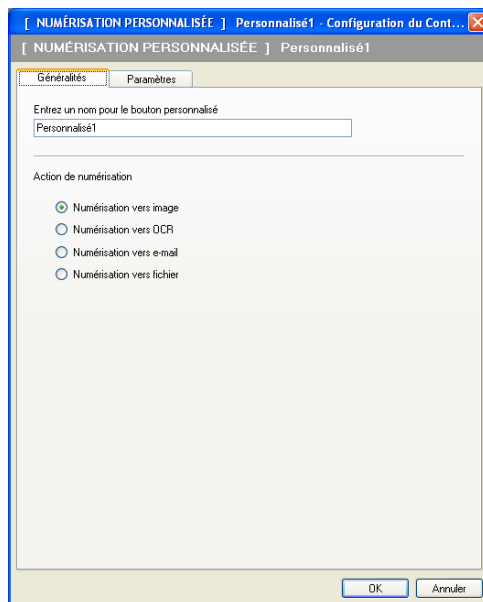 [ NUMÉRISATION PERSONNALISÉE ] Personnalisé1 - Configuration du Cont...
[ NUMÉRISATION PERSONNALISÉE ] Personnalisé1
Généralités Paramètres
Entrez un nom pour le bouton personnalisé
Personnalisé1
Action de numérisation
Numérisation vers image
Numérisation vers OCR
Numérisation vers e-mail
Numérisation vers fichier
OK Annuler